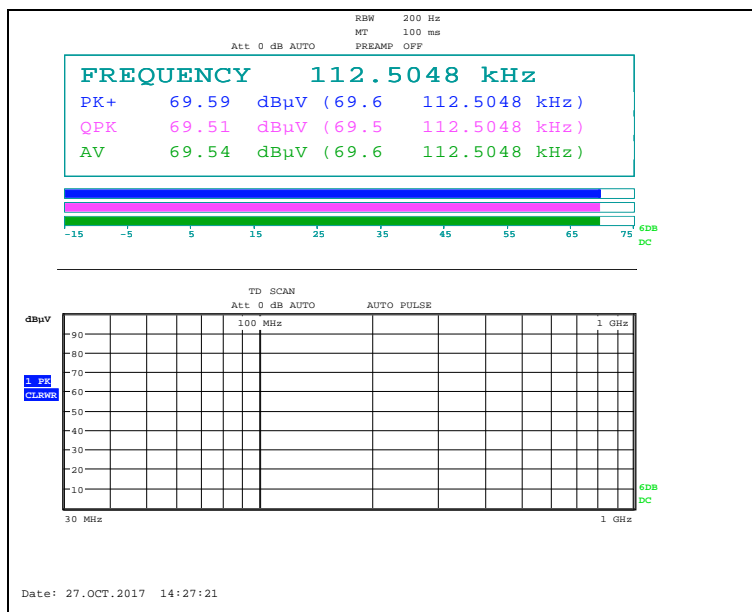 RBW 200 Hz
MT 100 ms
Att 0 dB AUTO PREAMP OFF
FREQUENCY 112.5048 kHz
PK+ 69.59 dBµV (69.6 112.5048 kHz)
QPK 69.51 dBµV (69.5 112.5048 kHz)
AV 69.54 dBµV (69.6 112.5048 kHz)
-15 -5 5 15 25 35 45 55 65 75
6DB
DC
TD SCAN
Att 0 dB AUTO AUTO PULSE
dBµV
100 MHz 1 GHz
90
80
70
1 PK
60
CLRWR
50
40
30
20
10
6DB
DC
30 MHz 1 GHz
Date: 27.OCT.2017 14:27:21